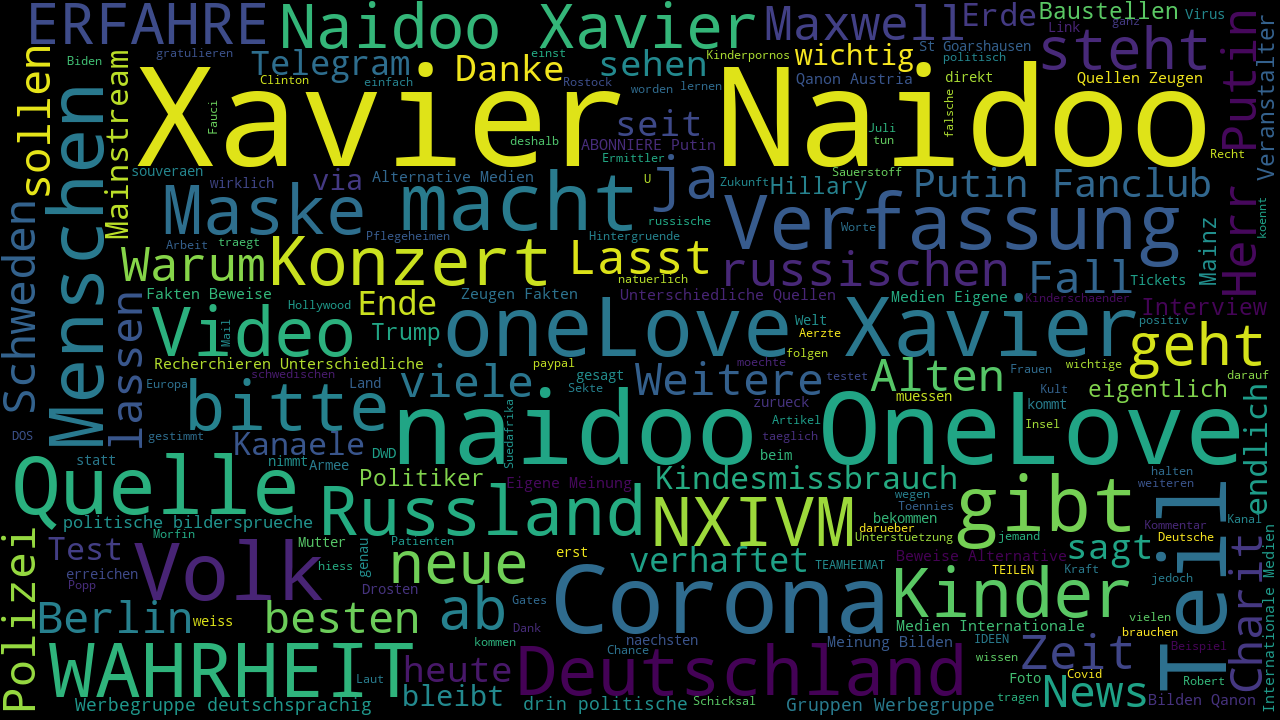 ERFAHRE
Naidoo Xavier
Maxwell
Erde
Baustellen
Virus
Link
ganz
Veranstalter
gratulieren
einst
Kinderpornos
wichtig
St Goarshausen
politisch
steht
Biden
Telegram
Danke
sehen
Qanon Austria
direkt
Quellen Zeugen
Clinton
einfach
Rostock
worden
lernen
sollen
Menschen
Mainstream
Xavier Naidoo
Fauci
falsche
Putin
Herr
deshalb
seit
ABONNIERE Putin
Juli
tun
Ermittler
Recht
souveraen
wirklich
via
Alternative Medien
U
ja
Zukunft
Sauerstoff
Hillary
Putin Fanclub
Maske
macht
russische
Verfassung
Worte
Mainz
koennt
Schweden
Arbeit
traegt
Pflegeheimen
Hintergruende
Warum
Konzert
Lasst
natuerlich
russischen
Fall
Tickets
lassen
Fakten Beweise
Hollywood
Ende
Zeugen Fakten
Unterschiedliche Quellen
Medien Eigene
Kinderschaender
Interview
Video
Mail
Trump
oneLove Xavier
Welt
Aerzte
positiv
folgen
geht
Recherchieren Unterschiedliche
paypal
moechte
wichtige
schwedischen
Europa
Land
viele
gesagt
Sekte
Weitere
testet
Alten
Frauen
Kult
darauf
eigentlich
muessen
bitte
naidoo
zurueck
Artikel
OneLove
kommt
Insel
endlich
DOS
gestimmt
Kanaele
DWD
Suedafrika
taeglich
beim
statt
nimmt
Armee
Quelle
Politiker
Eigene Meinung
Kindesmissbrauch
halten
weiteren
Russland
NXIVM
wegen
Toennies
gibt
politische bildersprueche
bekommen
darueber
Kommentar
Kanal
Polizei
Morfin
Patienten
Unterstuetzung
jemand
Deutsche
Test
Volk
Mutter
genau
erst
verhaftet
Beweise Alternative
sagt
Teil
Charit
Internationale Medien
erreichen
hiess
neue
TEAMHEIMAT
TEILEN
Kraft
jedoch
Popp
Drosten
Corona
Kinder
Beispiel
Berlin
weiss
besten
ab
Gates
Dank
Medien Internationale
vielen
brauchen
kommen
naechsten
Chance
Meinung Bilden
IDEEN
wissen
Zeit
WAHRHEIT
Laut
heute
Deutschland
Foto
Covid
Robert
bleibt
Schicksal
tragen
News
Bilden Qanon
Werbegruppe deutschsprachig
drin politische
Gruppen Werbegruppe